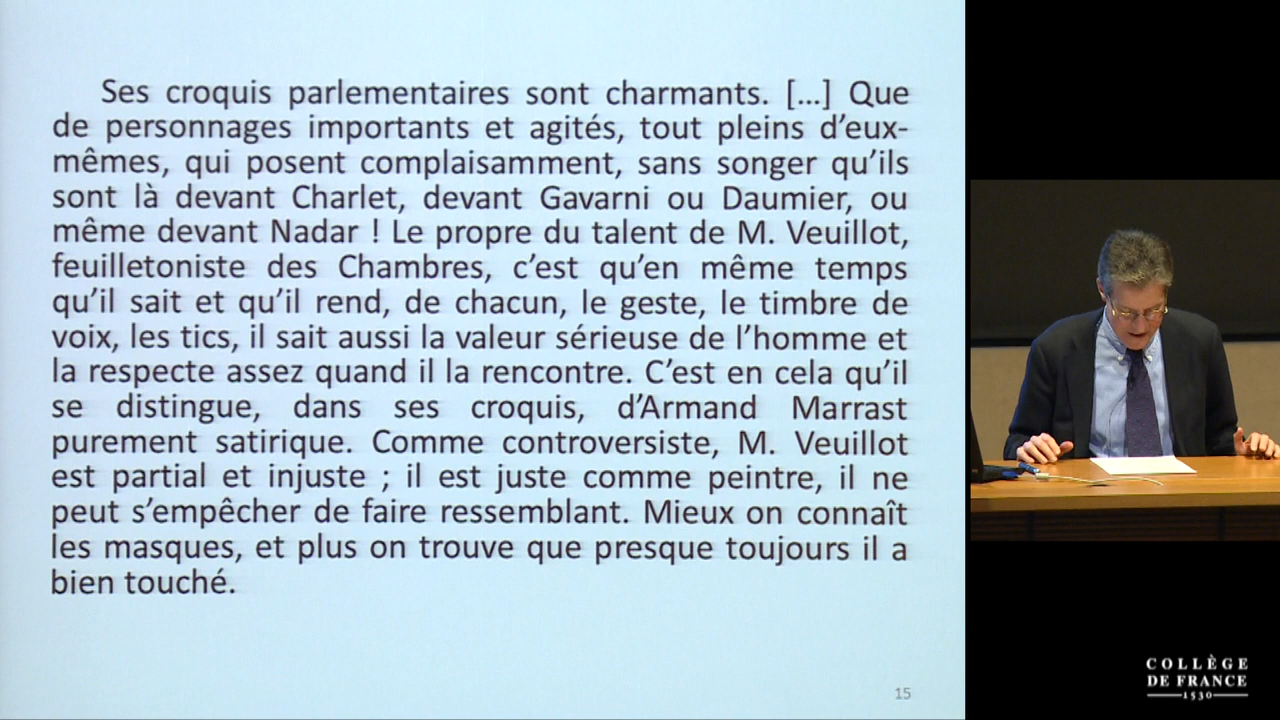 Ses croquis parlementaires sont charmants. [...] Que
de personnages importants et agités, tout pleins d’eux-
mêmes, qui posent complaisamment, sans songer qu’ils
sont là devant Charlet, devant Gavarni ou Daumier, ou
même devant Nadar ! Le propre du talent de M. Veuillot,
feuilletoniste des Chambres, c’est qu’en même temps
qu’il sait et qu’il rend, de chacun, le geste, le timbre de
voix, les tics, il sait aussi la valeur sérieuse de l’homme et
la respecte assez quand il la rencontre. C’est en cela qu’il
se distingue, dans ses croquis, d’Armand Marrast
purement satirique. Comme controversiste, M. Veuillot
est partial et injuste ; il est juste comme peintre, il ne
peut s’empêcher de faire ressemblant. Mieux on connaît
les masques, et plus on trouve que presque toujours il a
bien touché.
15
COLLÈGE
DE FRANCE
1530